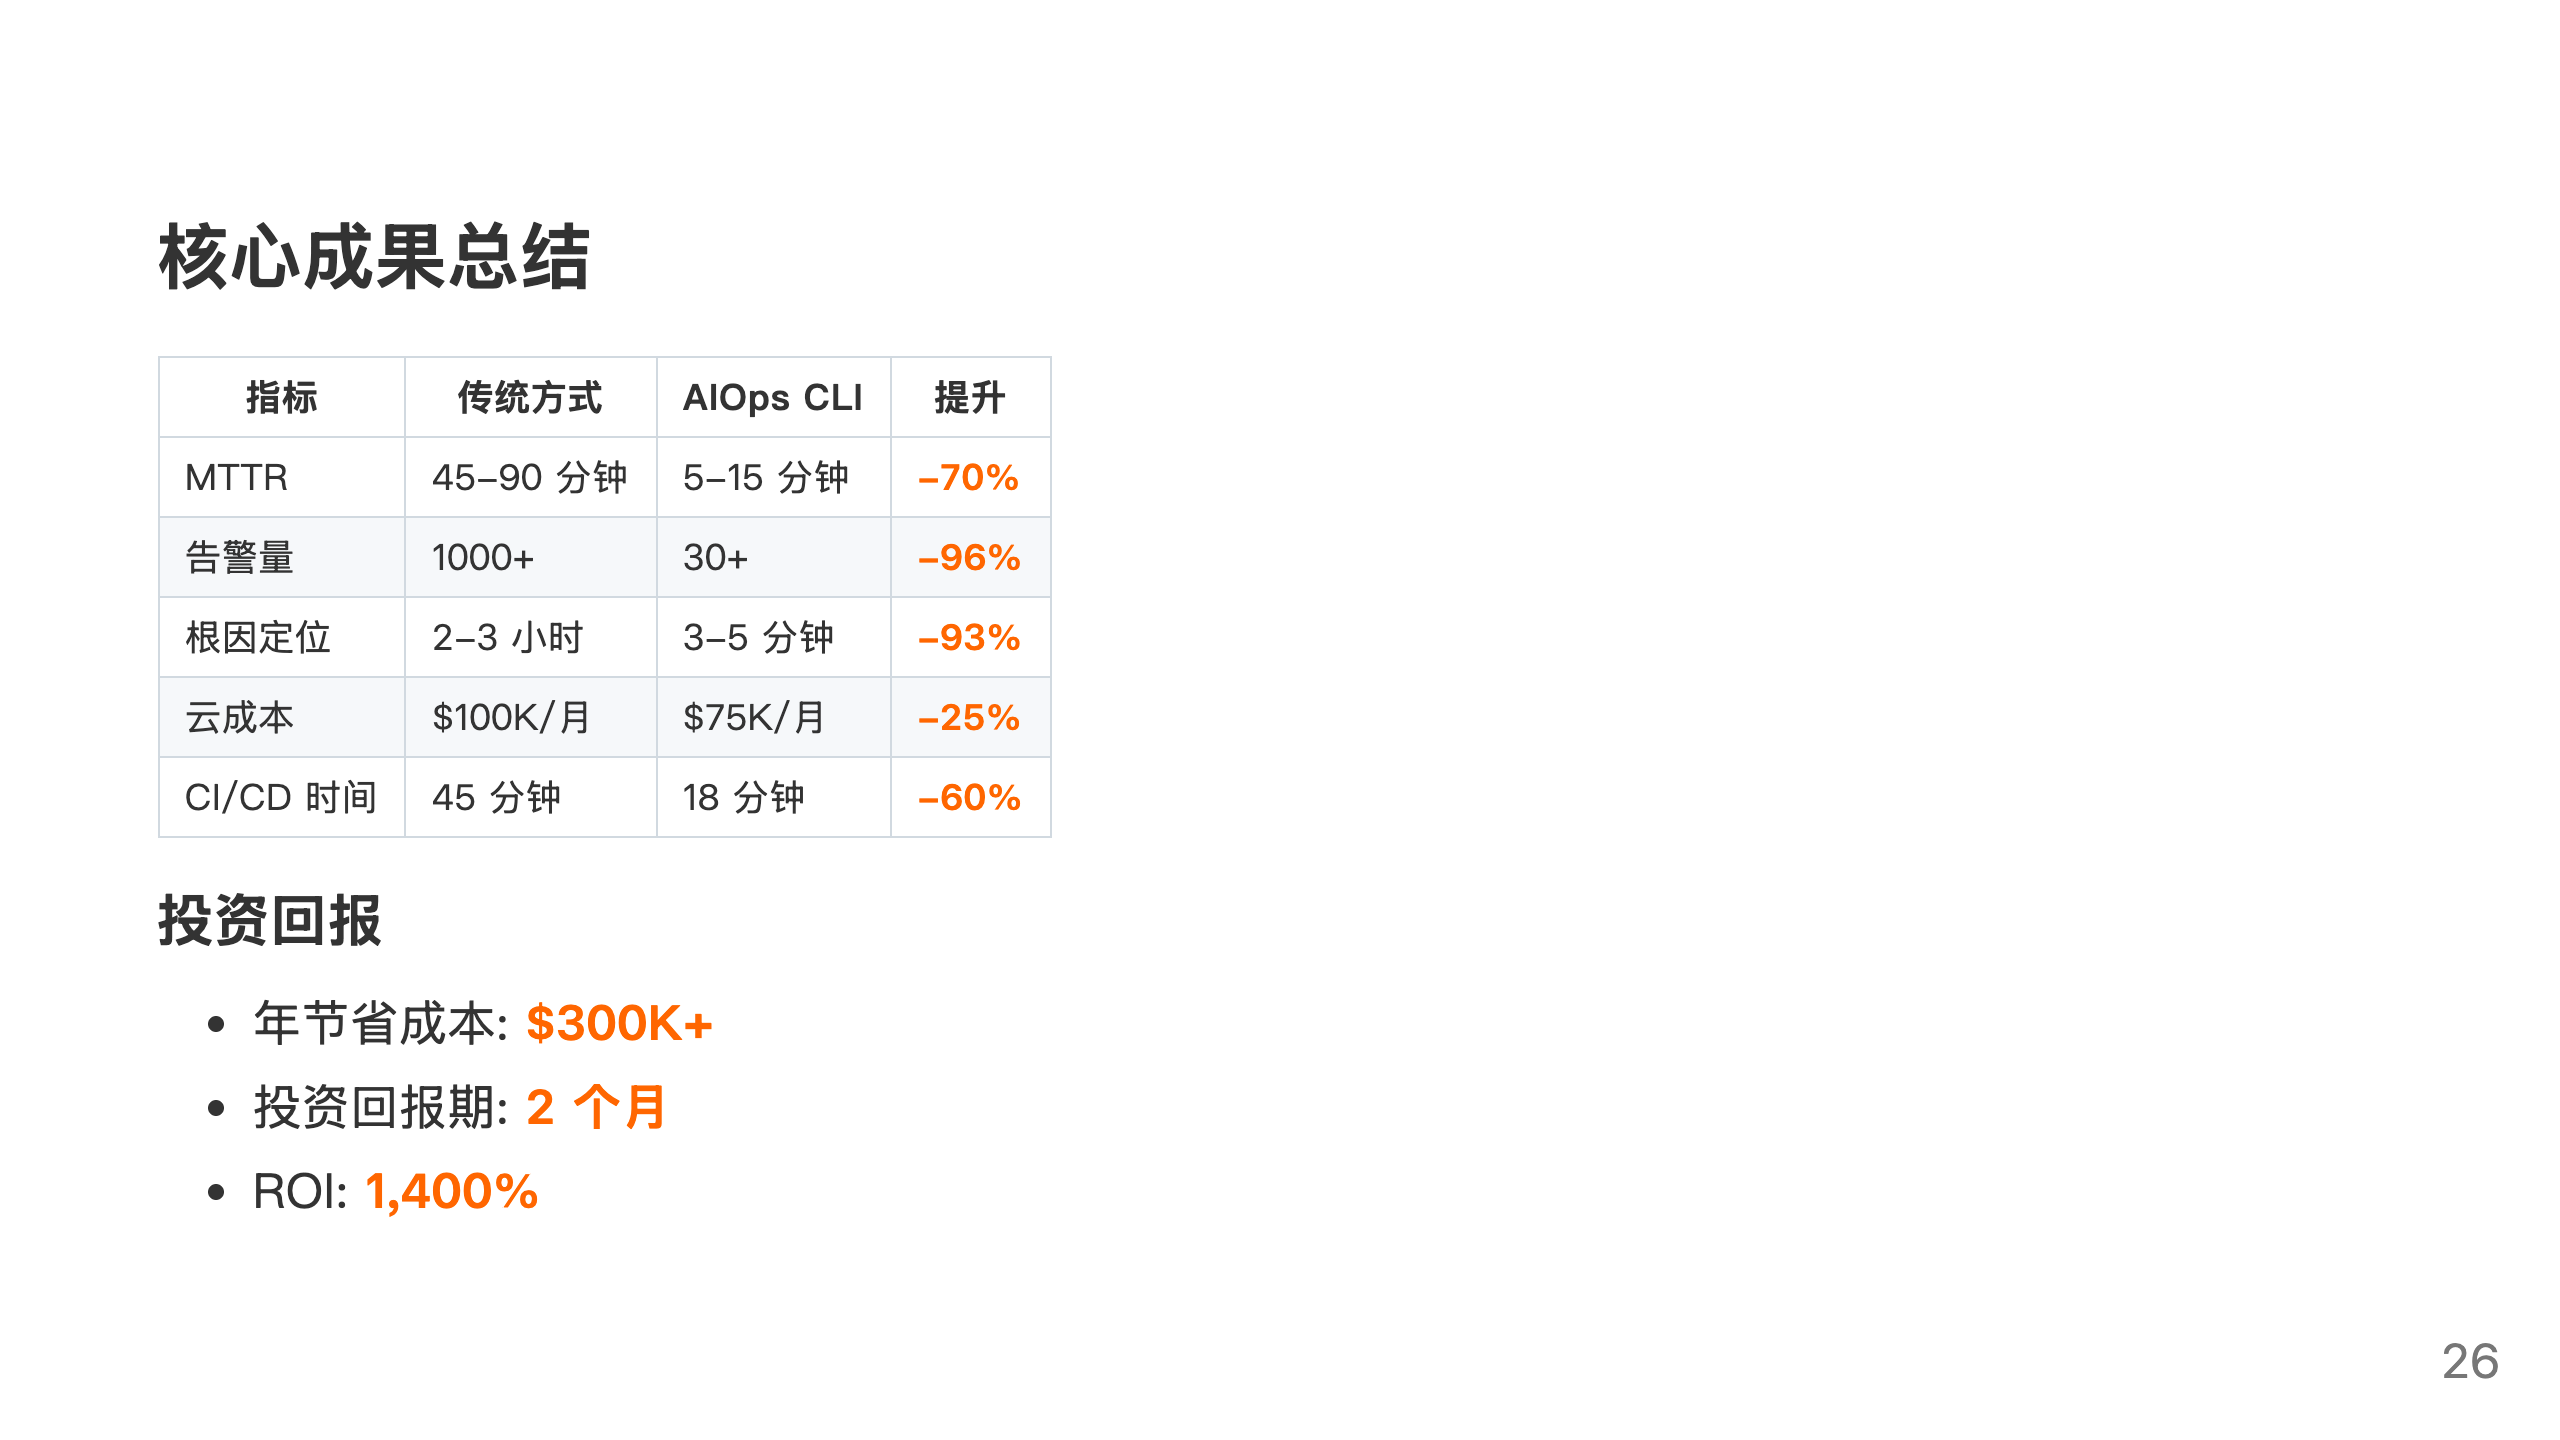 核心成果总结
指标 传统方式 AIOps CLI 提升
MTTR 45–90 分钟 5–15 分钟 –70%
告警量 1000+ 30+ –96%
根因定位 2–3 小时 3–5 分钟 –93%
云成本 $100K/月 $75K/月 –25%
CI/CD 时间 45 分钟 18 分钟 –60%
投资回报
• 年节省成本: $300K+
• 投资回报期: 2 个月
• ROI: 1,400%
26